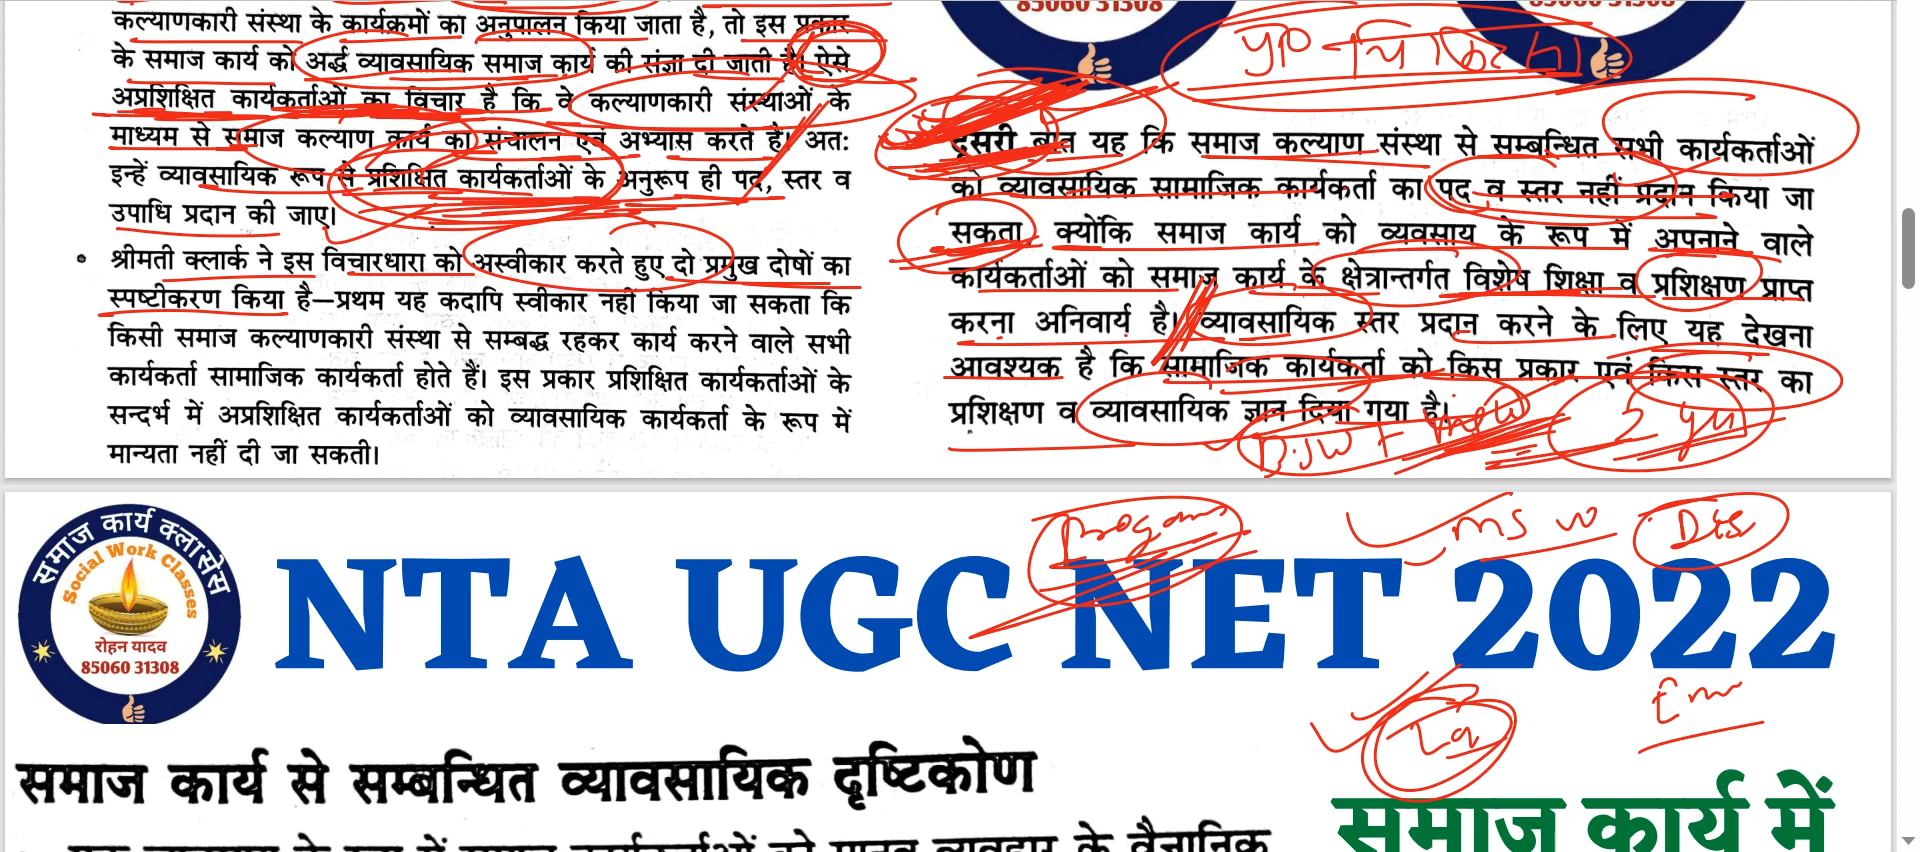 कल्याणकारी संस्था के कार्यक्रमों का अनुपालन किया जाता है, तो इस प्रकार
के समाज कार्य को अर्द्ध व्यावसायिक समाज कार्य की संज्ञा दी जाती है। ऐसे
अप्रशिक्षित कार्यकर्ताओं का विचार है कि वे कल्याणकारी संस्थाओं के
माध्यम से समाज कल्याण कार्य का संचालन एवं अभ्यास करते हैं। अतः
इन्हें व्यावसायिक रूप से प्रशिक्षित कार्यकर्ताओं के अनुरूप ही पद, स्तर व
उपाधि प्रदान की जाए।
• श्रीमती क्लार्क ने इस विचारधारा को अस्वीकार करते हुए दो प्रमुख दोषों का
स्पष्टीकरण किया है—प्रथम यह कदापि स्वीकार नहीं किया जा सकता कि
किसी समाज कल्याणकारी संस्था से सम्बद्ध रहकर कार्य करने वाले सभी
कार्यकर्ता सामाजिक कार्यकर्ता होते हैं। इस प्रकार प्रशिक्षित कार्यकर्ताओं के
सन्दर्भ में अप्रशिक्षित कार्यकर्ताओं को व्यावसायिक कार्यकर्ता के रूप में
मान्यता नहीं दी जा सकती।
85060 31308
85060 31308
दूसरी बात यह कि समाज कल्याण संस्था से सम्बन्धित सभी कार्यकर्ताओं
को व्यावसायिक सामाजिक कार्यकर्ता का पद व स्तर नहीं प्रदान किया जा
सकता, क्योंकि समाज कार्य को व्यवसाय के रूप में अपनाने वाले
कार्यकर्ताओं को समाज कार्य के क्षेत्रान्तर्गत विशेष शिक्षा व प्रशिक्षण प्राप्त
करना अनिवार्य है। व्यावसायिक स्तर प्रदान करने के लिए यह देखना
आवश्यक है कि सामाजिक कार्यकर्ता को किस प्रकार एवं किस स्तर का
प्रशिक्षण व व्यावसायिक ज्ञान दिया गया है।
समाज कार्य क्लासेस
Social Work Classes
रोहन यादव
85060 31308
NTA UGC NET 2022
MSW
समाज कार्य से सम्बन्धित व्यावसायिक दृष्टिकोण
समाज कार्य में